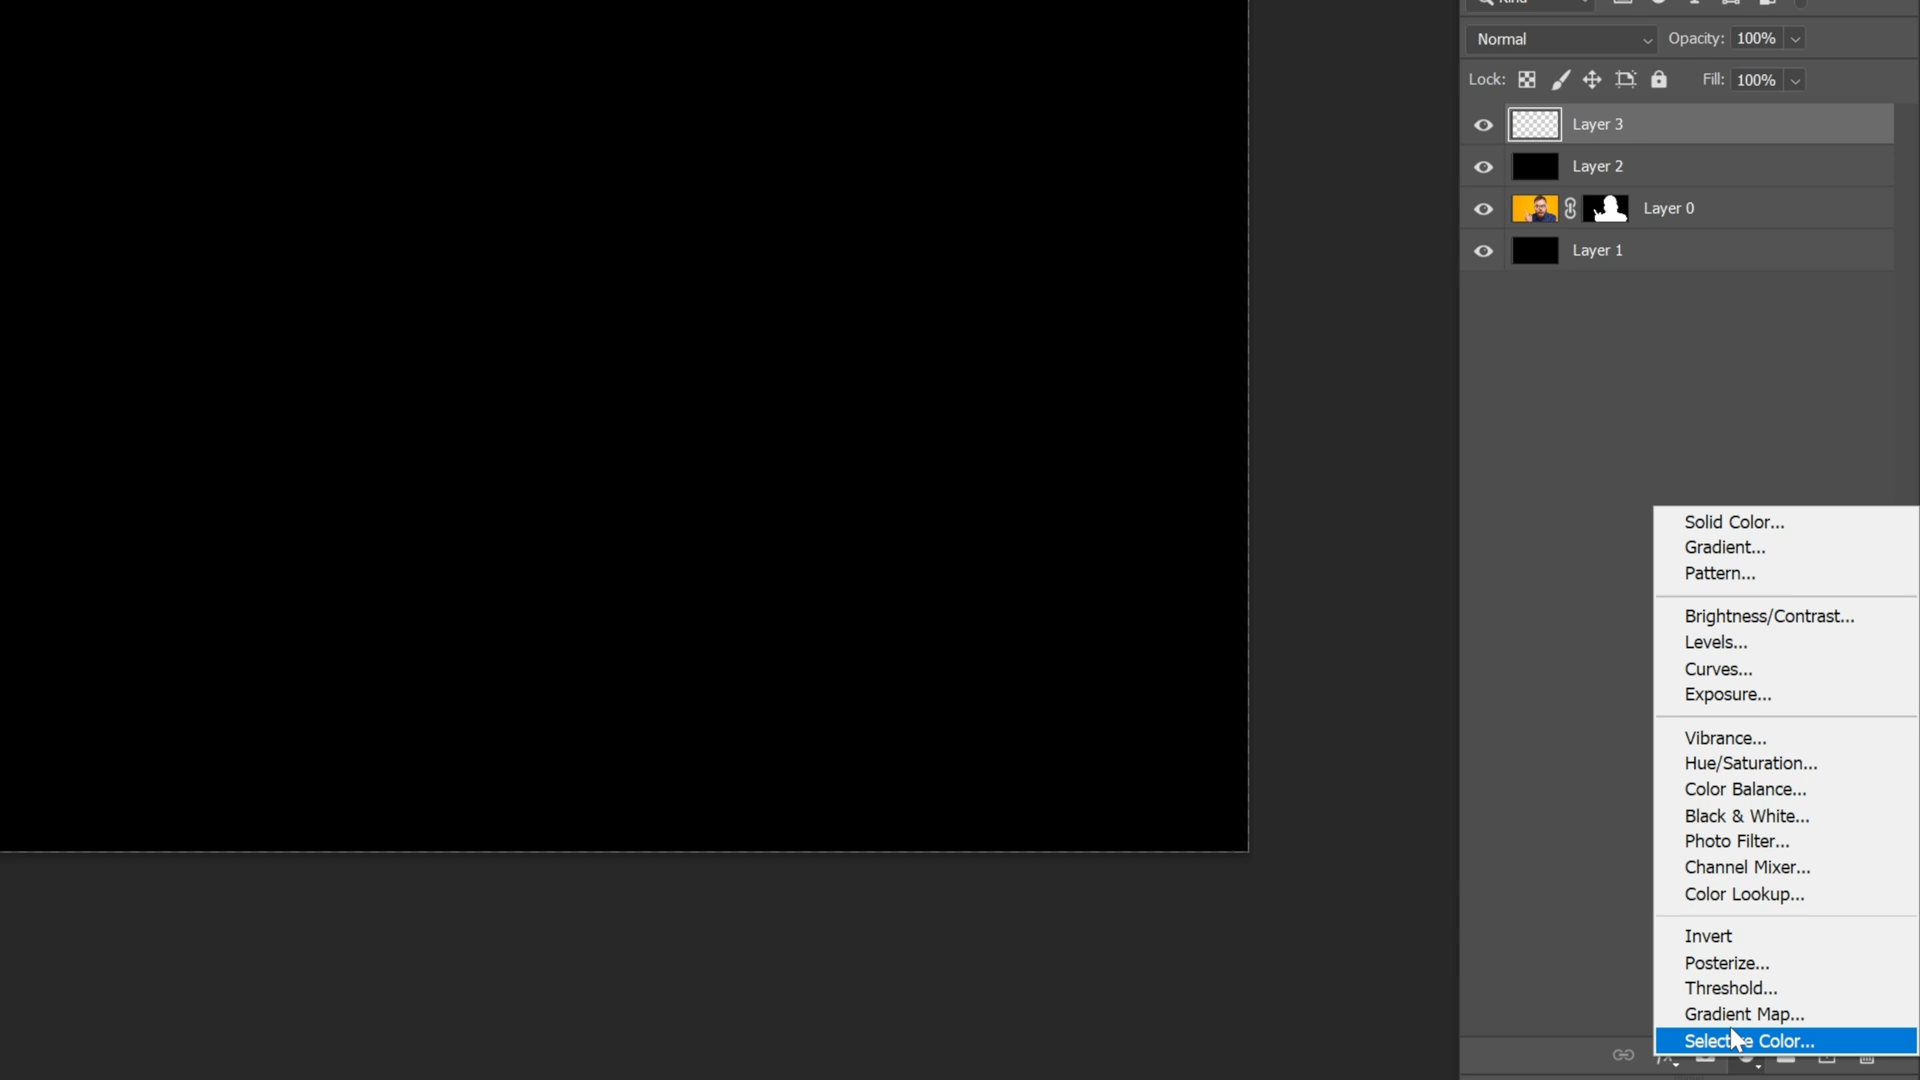 Kind
Normal Opacity: 100%
Lock: Fill: 100%
Layer 3
Layer 2
Layer 0
Layer 1
Solid Color...
Gradient...
Pattern...
Brightness/Contrast...
Levels...
Curves...
Exposure...
Vibrance...
Hue/Saturation...
Color Balance...
Black & White...
Photo Filter...
Channel Mixer...
Color Lookup...
Invert
Posterize...
Threshold...
Gradient Map...
Selective Color...